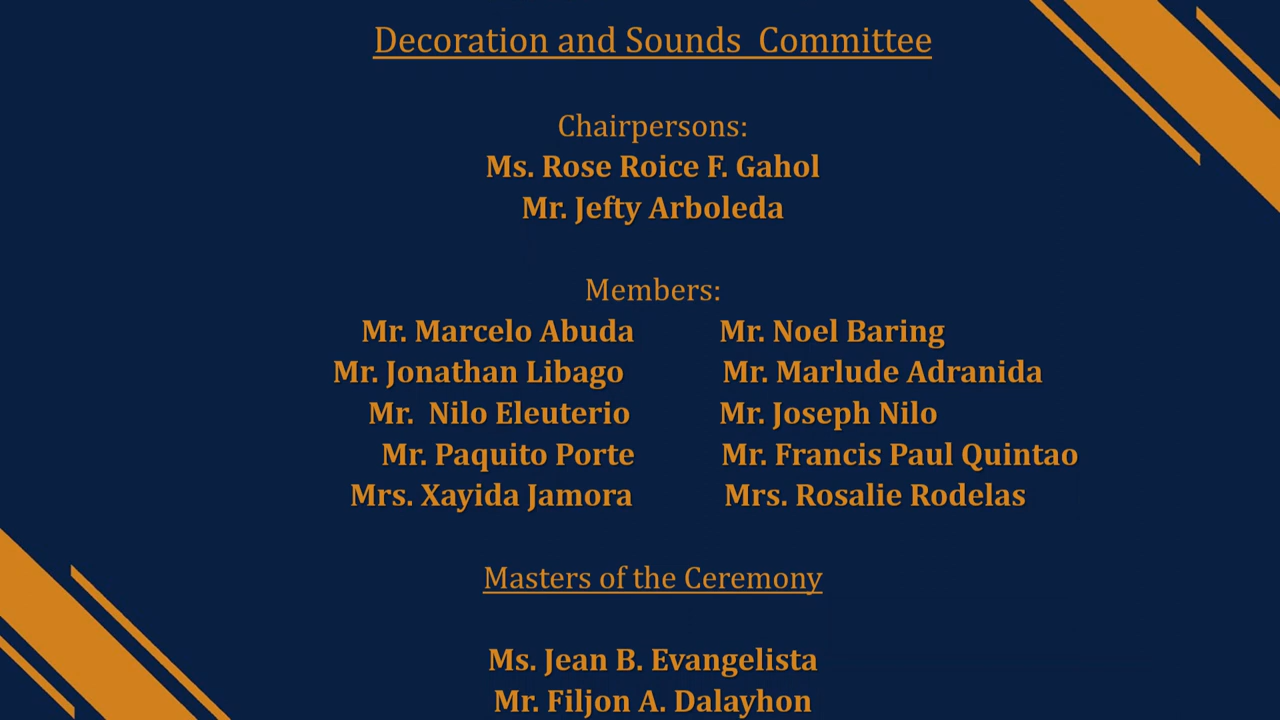 Decoration and Sounds  Committee
Chairpersons:
Ms. Rose Roice F. Gahol
Mr. Jefty Arboleda
Members:
Mr. Marcelo Abuda Mr. Noel Baring
Mr. Jonathan Libago Mr. Marlude Adranida
Mr.  Nilo Eleuterio Mr. Joseph Nilo
Mr. Paquito Porte Mr. Francis Paul Quintao
Mrs. Xayida Jamora Mrs. Rosalie Rodelas
Masters of the Ceremony
Ms. Jean B. Evangelista
Mr. Filjon A. Dalayhon